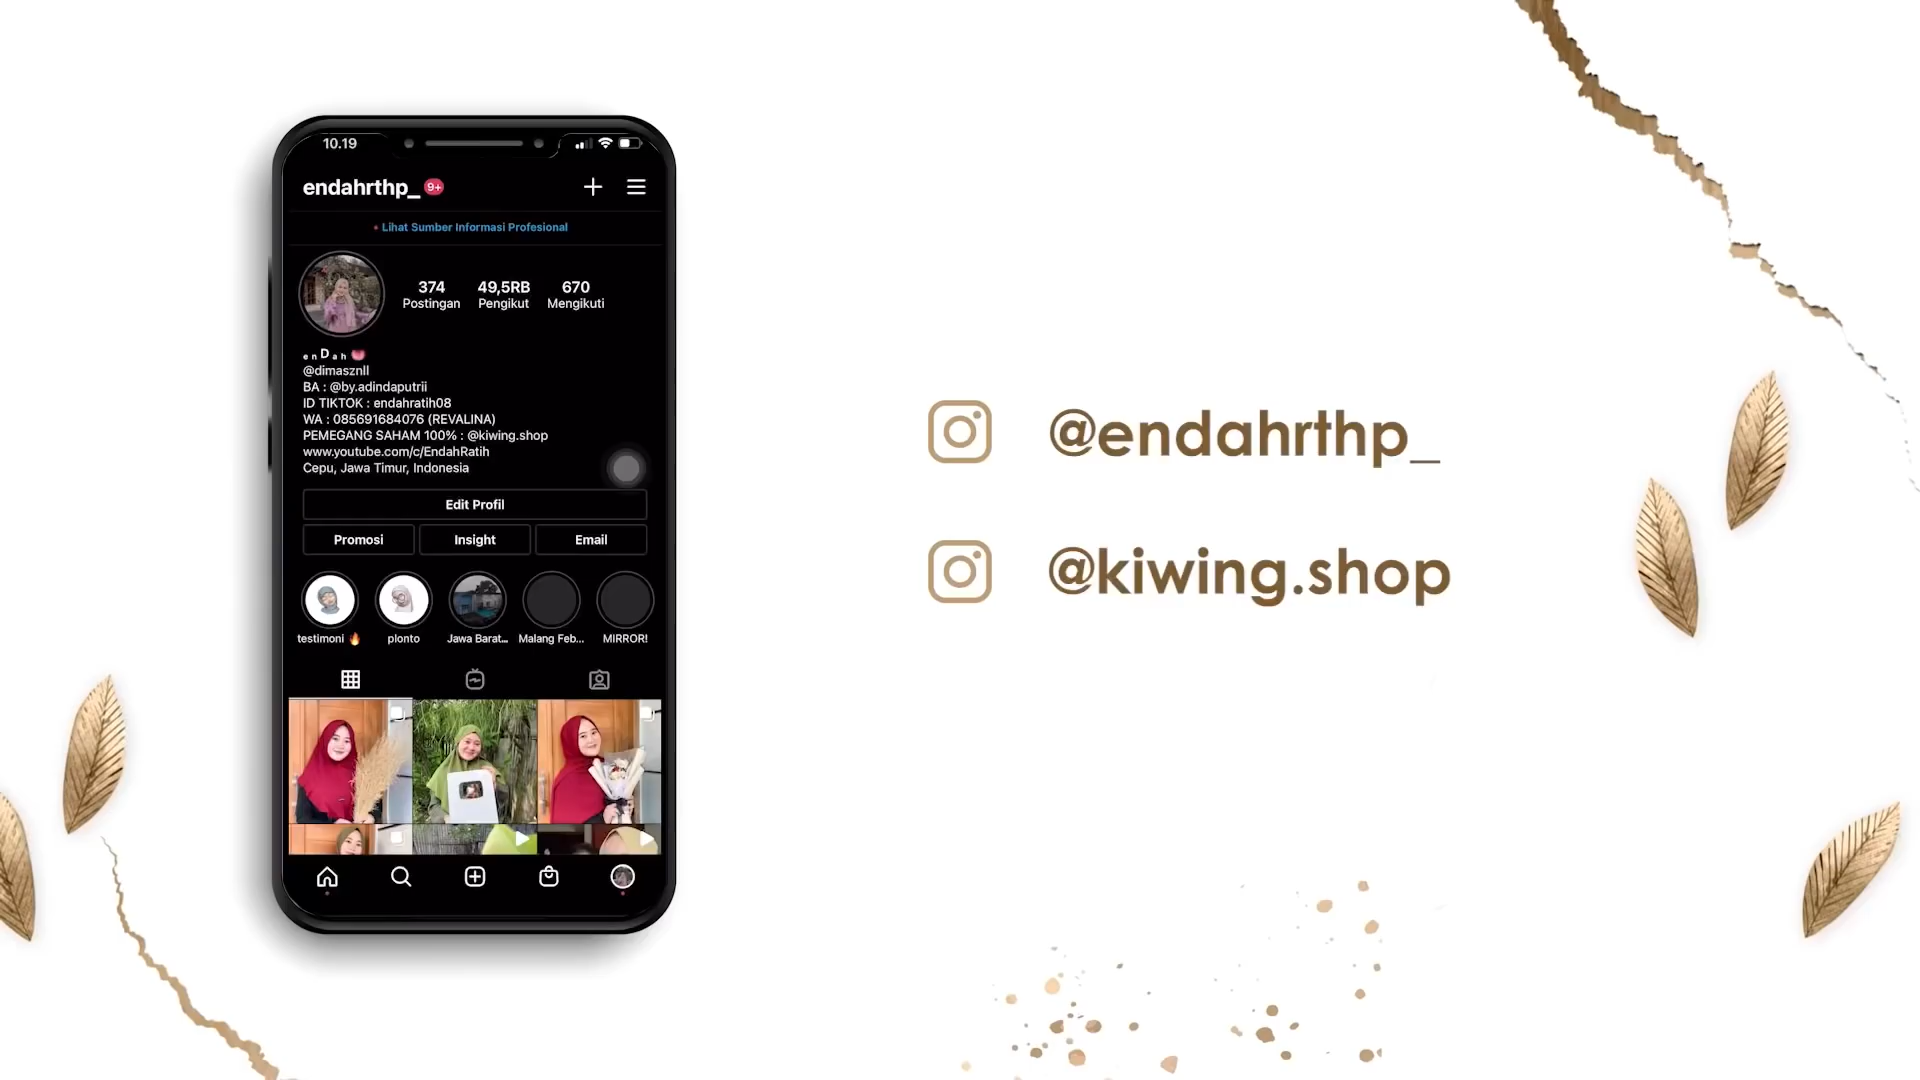 10.19
endahrthp_ 9+
Lihat Sumber Informasi Profesional
374 49,5RB 670
Postingan Pengikut Mengikuti
ₑ ₙ D ₐ ₕ 👅
@dimasznll
BA : @by.adindaputrii
ID TIKTOK : endahratih08
WA : 085691684076 (REVALINA)
PEMEGANG SAHAM 100% : @kiwing.shop
www.youtube.com/c/EndahRatih
Cepu, Jawa Timur, Indonesia
Edit Profil
Promosi Insight Email
testimoni 🔥 plonto Jawa Barat... Malang Feb... MIRROR!
@endahrthp_
@kiwing.shop